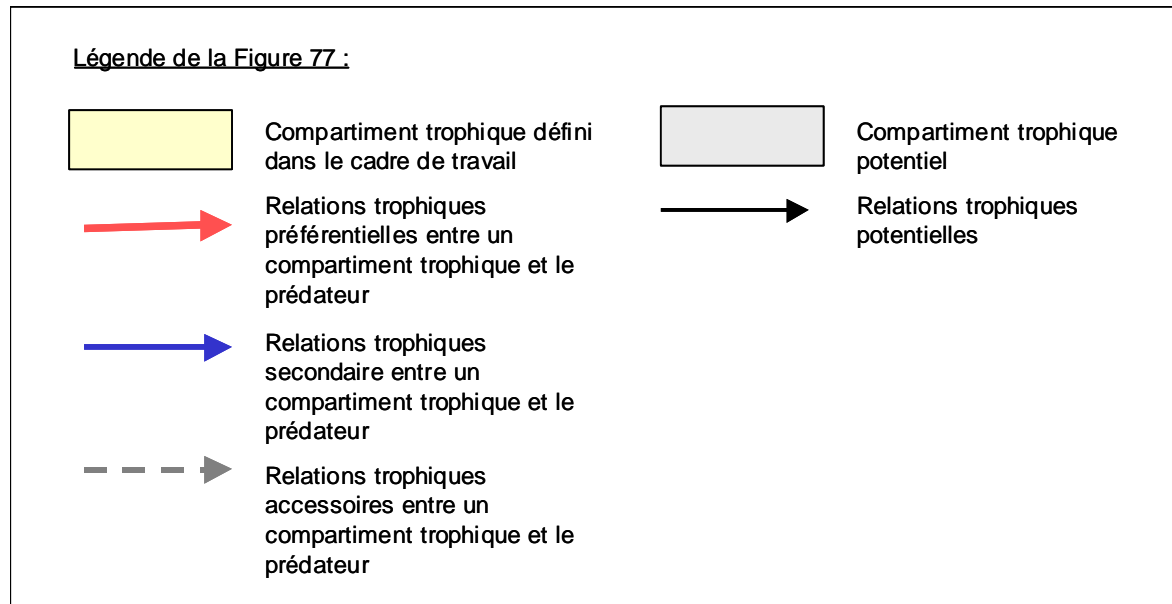 Légende de la Figure 77 :
Compartiment trophique défini
dans le cadre de travail
Relations trophiques
préférentielles entre un
compartiment trophique et le
prédateur
Relations trophiques
secondaire entre un
compartiment trophique et le
prédateur
Relations trophiques
accessoires entre un
compartiment trophique et le
prédateur
Compartiment trophique
potentiel
Relations trophiques
potentielles